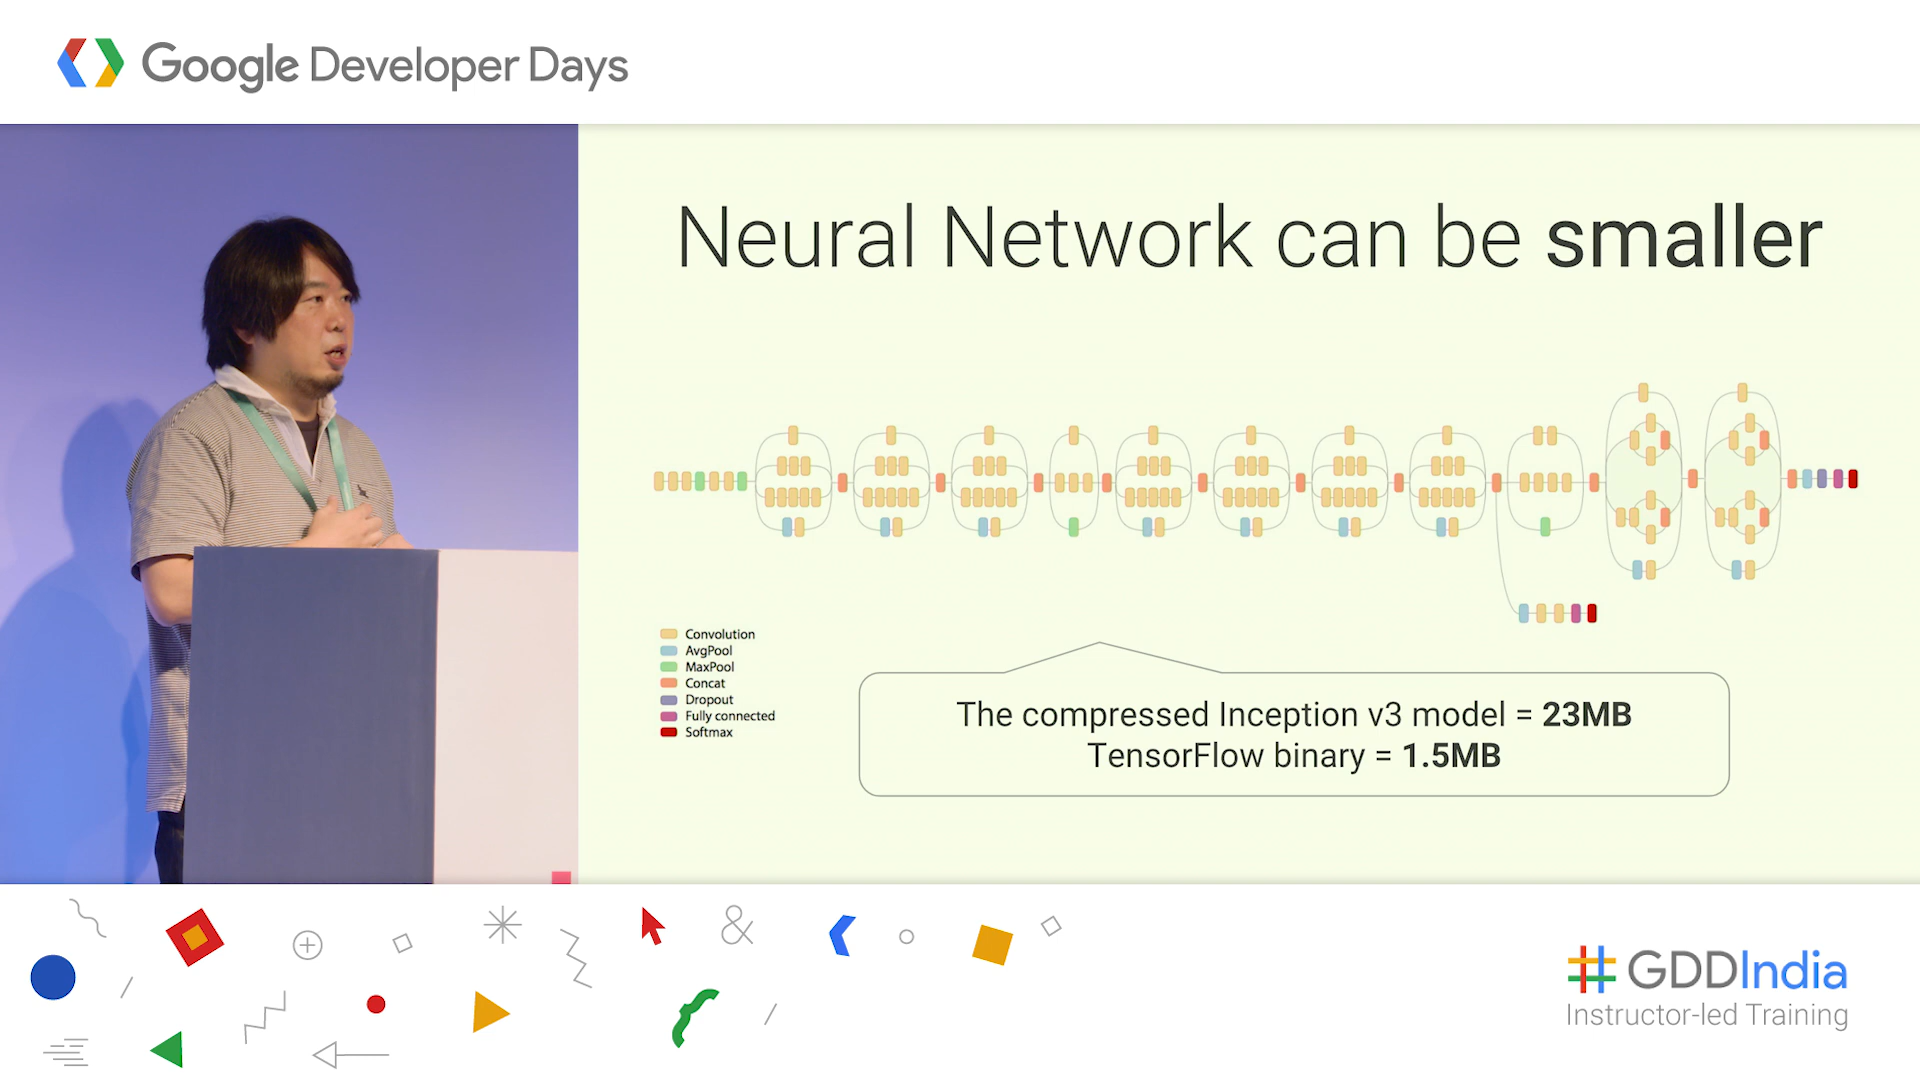 Google Developer Days
Neural Network can be smaller
Convolution
AvgPool
MaxPool
Concat
Dropout
Fully connected
Softmax
The compressed Inception v3 model = 23MB
TensorFlow binary = 1.5MB
&
#GDDIndia
Instructor-led Training